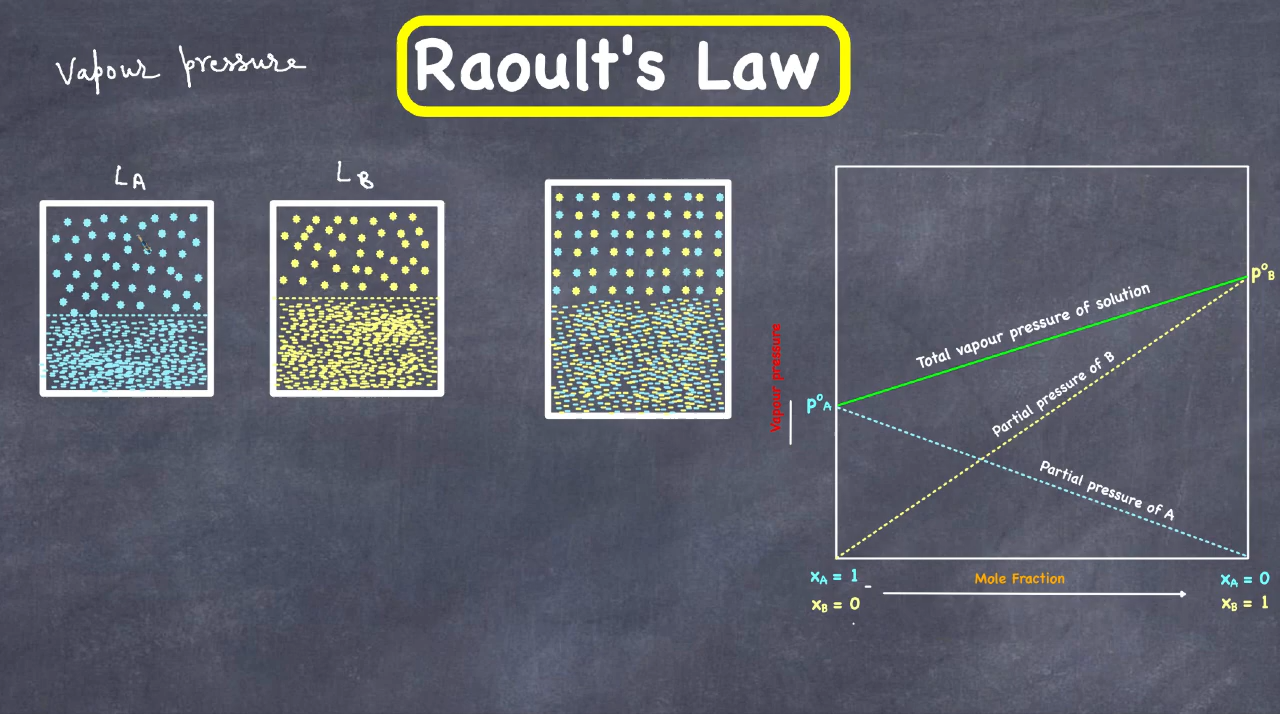 Raoult's Law
Vapour pressure
LA
LB
Vapour pressure
p°A
p°B
Total vapour pressure of solution
Partial pressure of B
Partial pressure of A
xA = 1
xB = 0
Mole Fraction
xA = 0
xB = 1